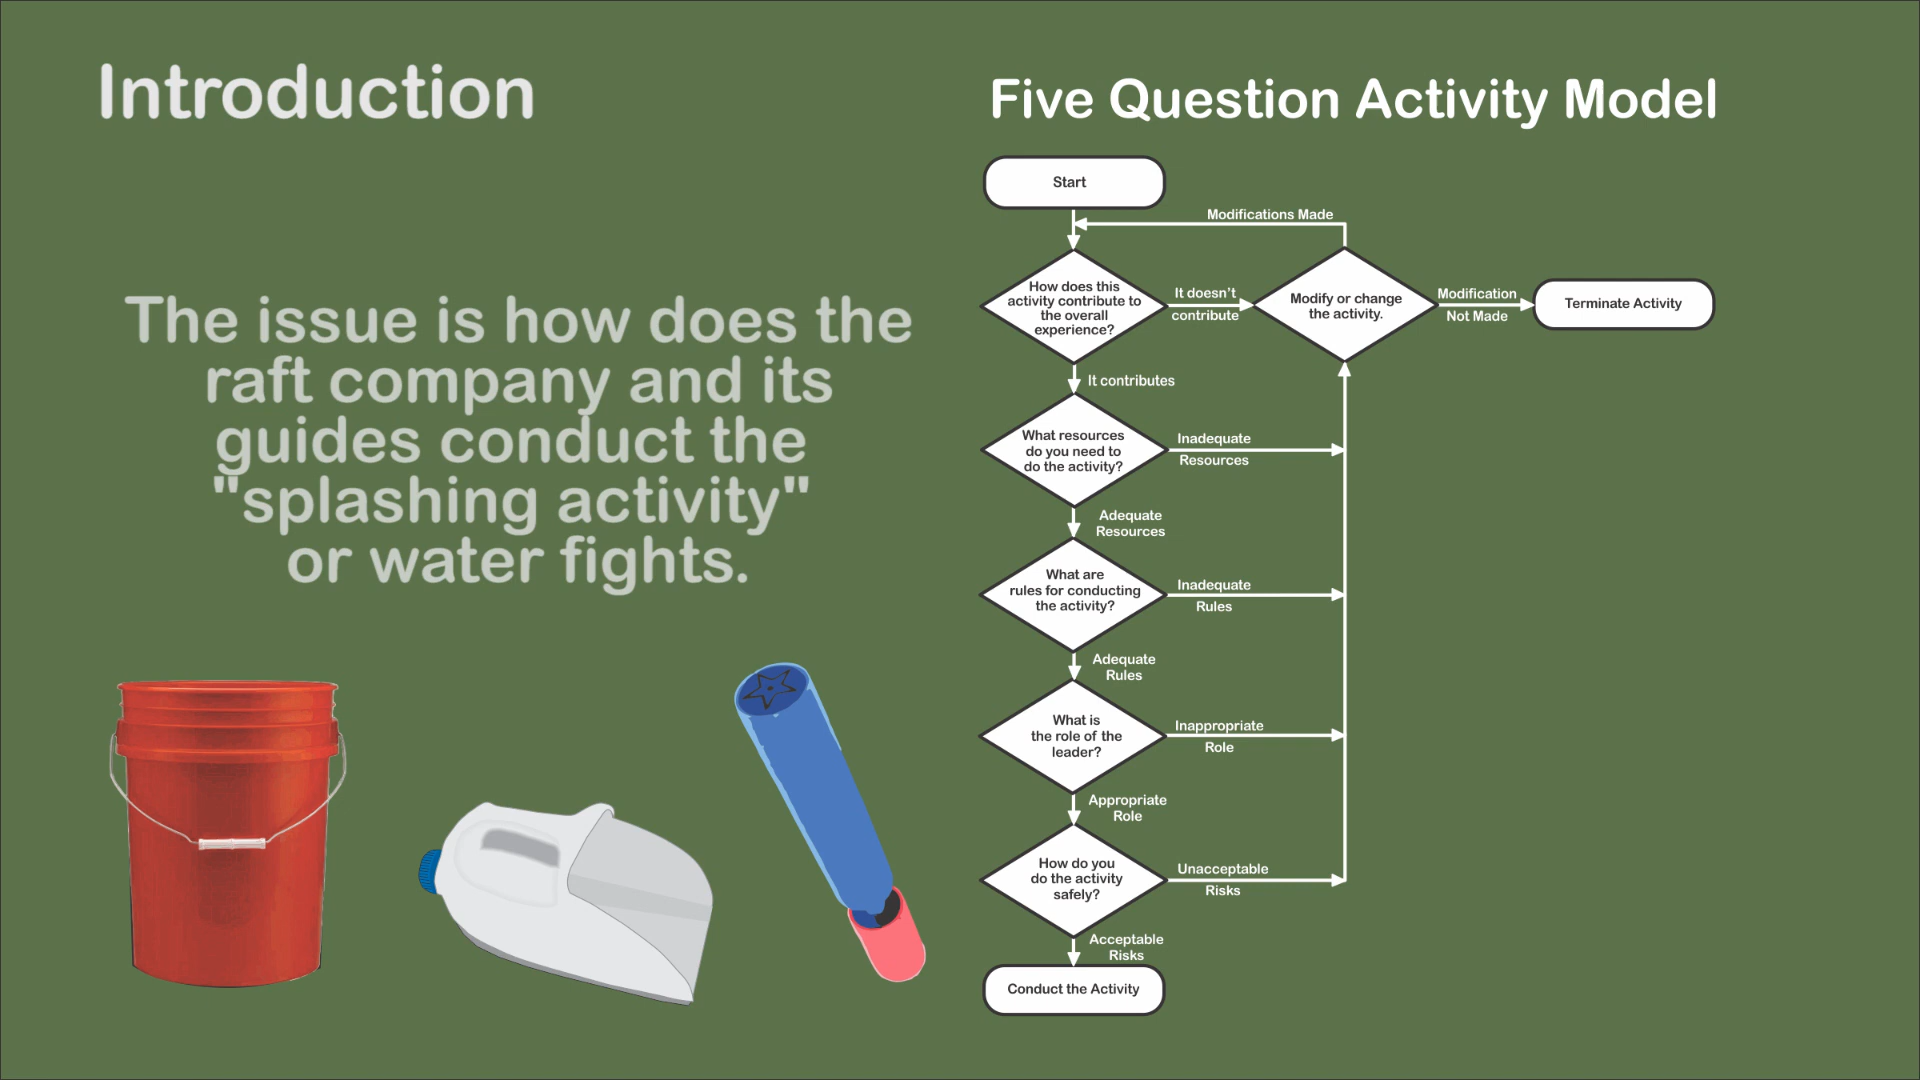 Introduction
The issue is how does the
raft company and its
guides conduct the
"splashing activity"
or water fights.
Five Question Activity Model
Start
Modifications Made
How does this
activity contribute to
the overall
experience?
It doesn't
contribute
Modify or change
the activity.
Modification
Not Made
Terminate Activity
It contributes
What resources
do you need to
do the activity?
Inadequate
Resources
Adequate
Resources
What are
rules for conducting
the activity?
Inadequate
Rules
Adequate
Rules
What is
the role of the
leader?
Inappropriate
Role
Appropriate
Role
How do you
do the activity
safely?
Unacceptable
Risks
Acceptable
Risks
Conduct the Activity